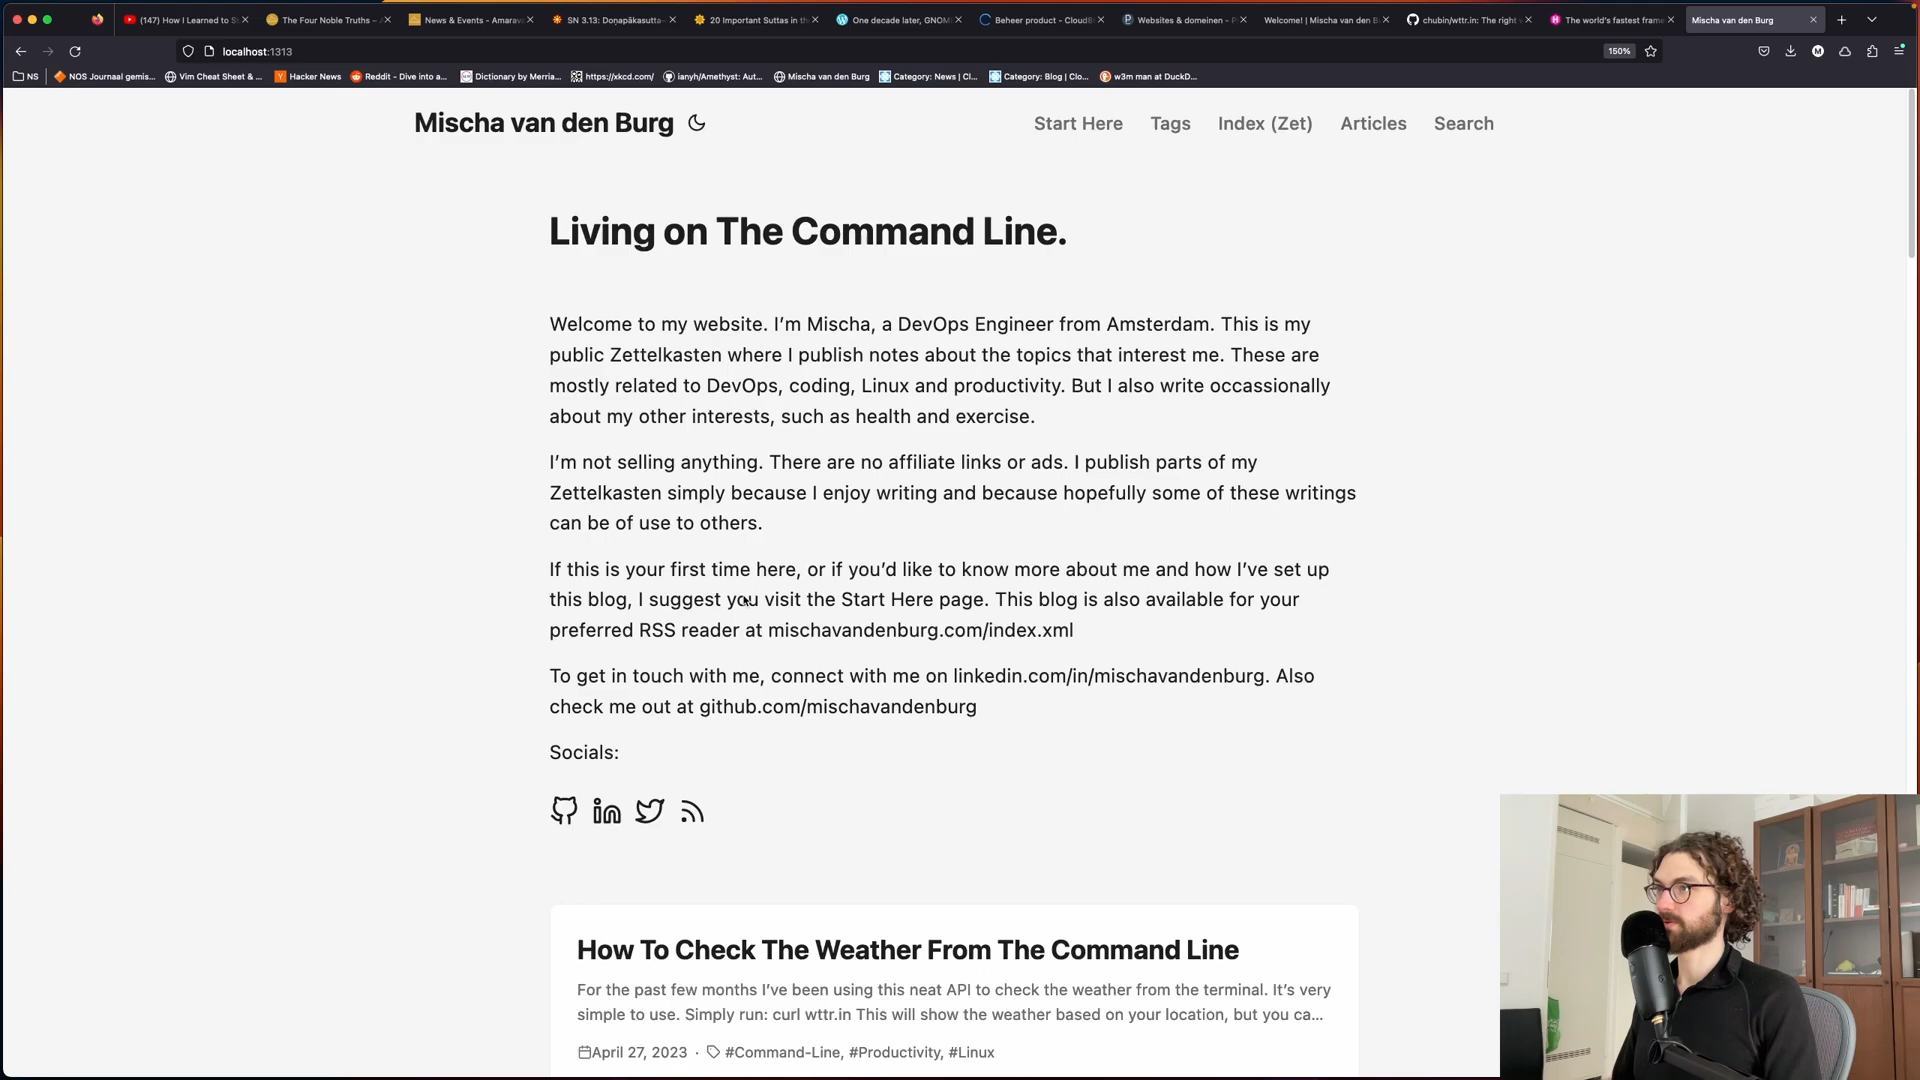 (147) How I Learned to S
The Four Noble Truths –
News & Events - Amarav
SN 3.13: Doṇapākasutta
20 Important Suttas in th
One decade later, GNOM
Beheer product - CloudB
Websites & domeinen - P
Welcome! | Mischa van den B
chubin/wttr.in: The right
The world's fastest frame
Mischa van den Burg
localhost:1313
150%
NS
NOS Journaal gemis...
Vim Cheat Sheet & ...
Hacker News
Reddit - Dive into a...
Dictionary by Merria...
https://xkcd.com/
ianyh/Amethyst: Aut...
Mischa van den Burg
Category: News | Cl...
Category: Blog | Clo...
w3m man at DuckD...
Mischa van den Burg
Start Here
Tags
Index (Zet)
Articles
Search
Living on The Command Line.
Welcome to my website. I'm Mischa, a DevOps Engineer from Amsterdam. This is my
public Zettelkasten where I publish notes about the topics that interest me. These are
mostly related to DevOps, coding, Linux and productivity. But I also write occassionally
about my other interests, such as health and exercise.
I'm not selling anything. There are no affiliate links or ads. I publish parts of my
Zettelkasten simply because I enjoy writing and because hopefully some of these writings
can be of use to others.
If this is your first time here, or if you'd like to know more about me and how I've set up
this blog, I suggest you visit the Start Here page. This blog is also available for your
preferred RSS reader at mischavandenburg.com/index.xml
To get in touch with me, connect with me on linkedin.com/in/mischavandenburg. Also
check me out at github.com/mischavandenburg
Socials:
How To Check The Weather From The Command Line
For the past few months I've been using this neat API to check the weather from the terminal. It's very
simple to use. Simply run: curl wttr.in This will show the weather based on your location, but you ca...
April 27, 2023 · #Command-Line, #Productivity, #Linux